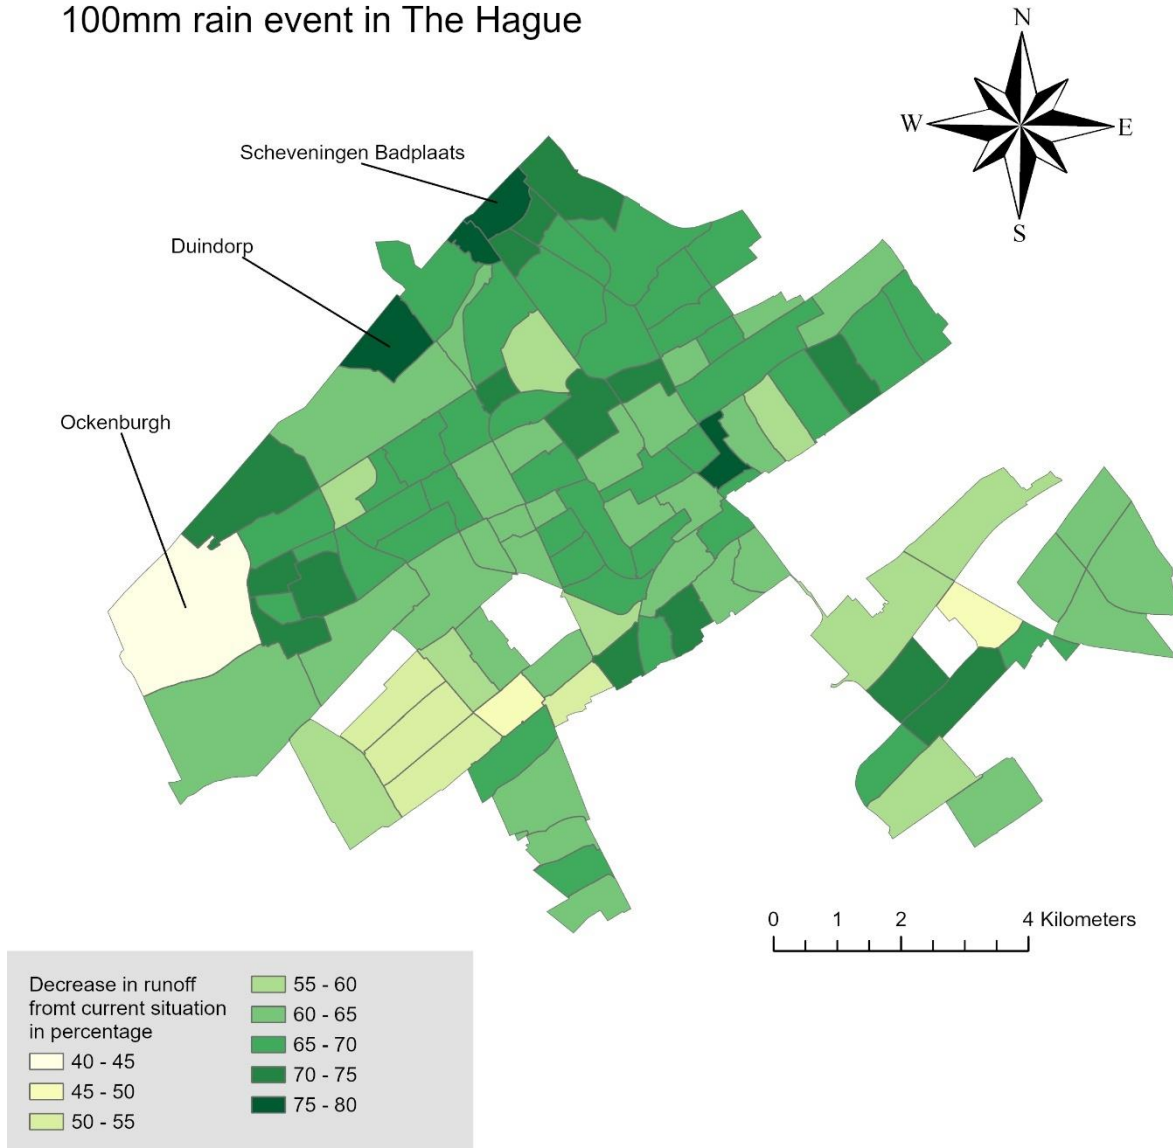 100mm rain event in The Hague
N
W
E
S
Scheveningen Badplaats
Duindorp
Ockenburgh
0 1 2 4 Kilometers
Decrease in runoff
fromt current situation
in percentage
40 - 45
45 - 50
50 - 55
55 - 60
60 - 65
65 - 70
70 - 75
75 - 80